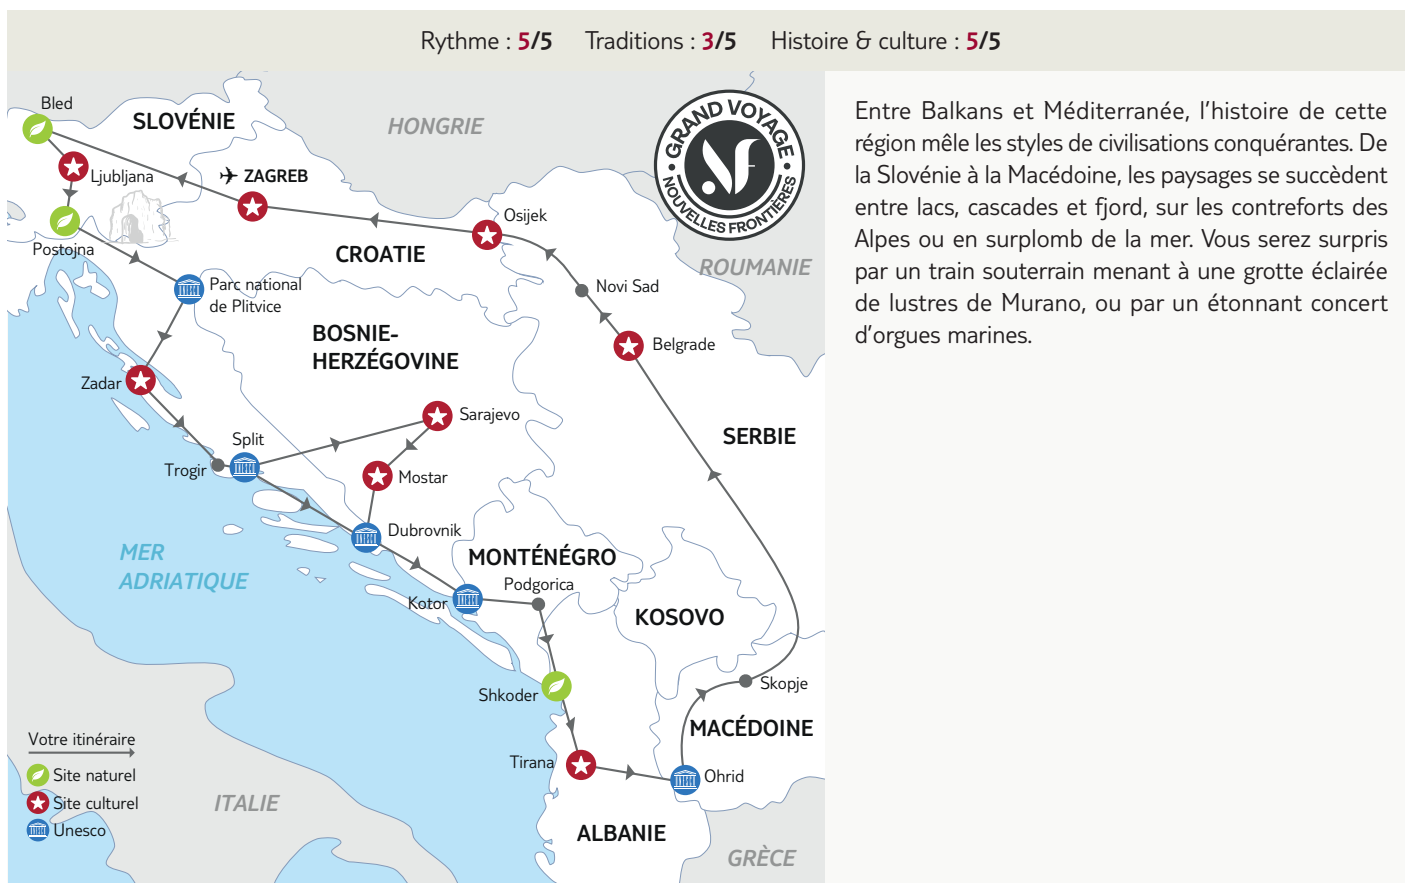 Rythme : 5/5 Traditions : 3/5 Histoire & culture : 5/5
Bled
SLOVÉNIE
HONGRIE
GRAND VOYAGE
NOUVELLES FRONTIÈRES
NF
Ljubljana
ZAGREB
Osijek
Postojna
CROATIE
ROUMANIE
Parc national
de Plitvice
Novi Sad
BOSNIE-
HERZÉGOVINE
Belgrade
Zadar
Sarajevo
SERBIE
Split
Trogir
Mostar
Dubrovnik
MER
ADRIATIQUE
MONTÉNÉGRO
Podgorica
Kotor
KOSOVO
Shkoder
Skopje
MACÉDOINE
Tirana
Ohrid
Votre itinéraire
Site naturel
Site culturel
Unesco
ITALIE
ALBANIE
GRÈCE
Entre Balkans et Méditerranée, l'histoire de cette
région mêle les styles de civilisations conquérantes. De
la Slovénie à la Macédoine, les paysages se succèdent
entre lacs, cascades et fjord, sur les contreforts des
Alpes ou en surplomb de la mer. Vous serez surpris
par un train souterrain menant à une grotte éclairée
de lustres de Murano, ou par un étonnant concert
d'orgues marines.